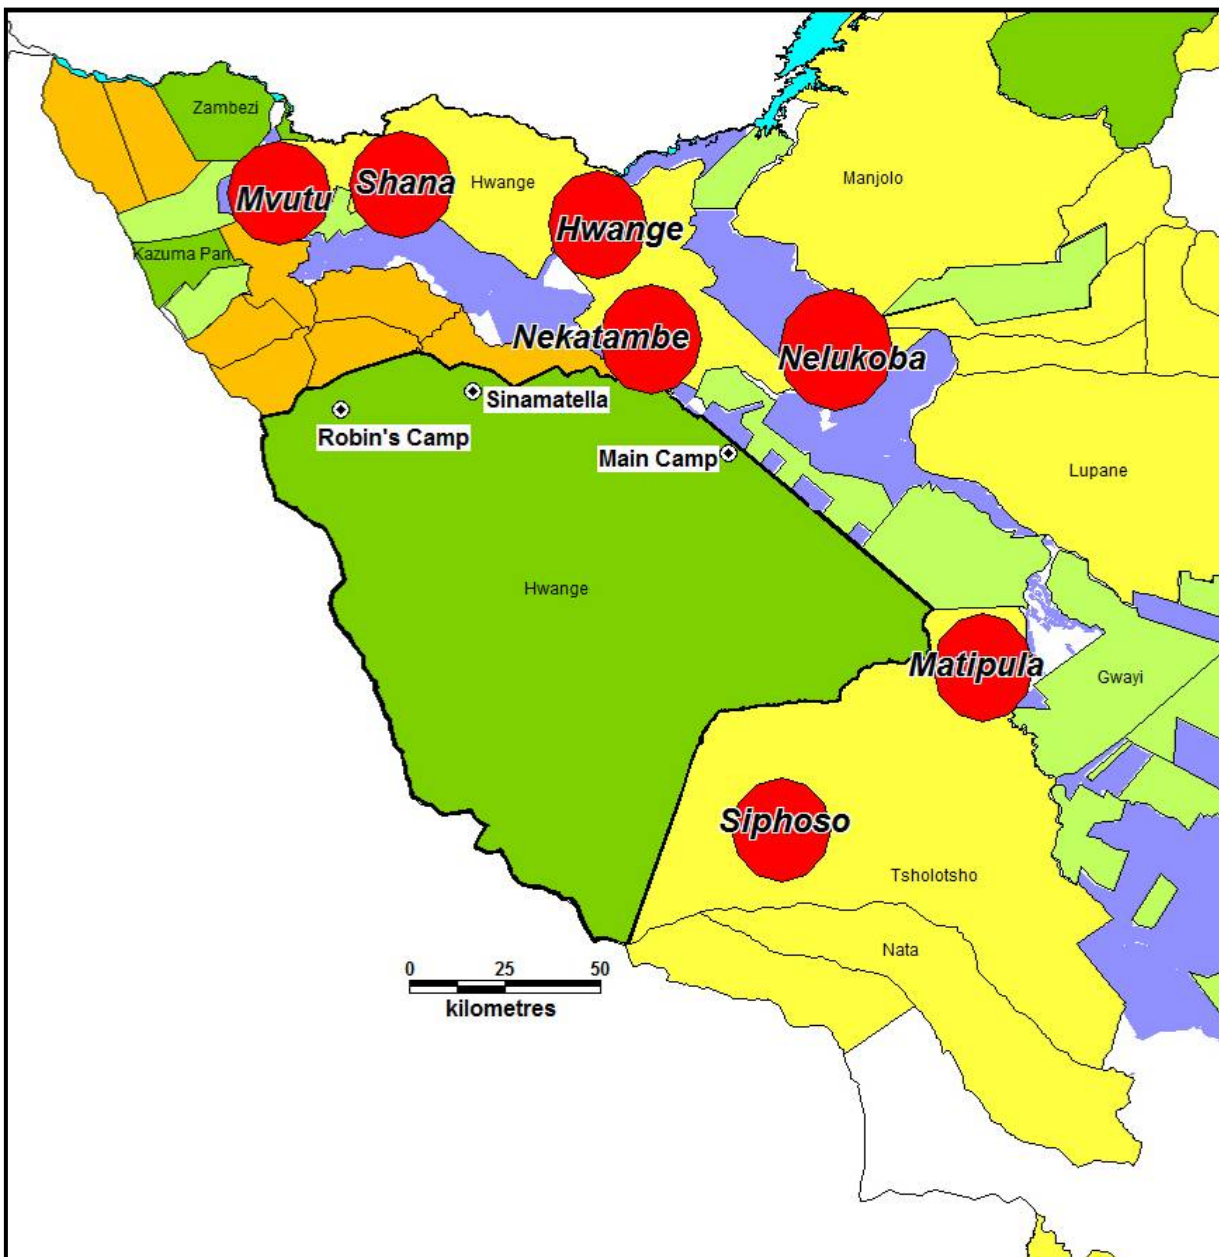 Zambezi
Mvutu
Shana
Hwange
Hwange
Manjolo
Kazuma Pan
Nekatambe
Nelukoba
Sinamatella
Robin's Camp
Main Camp
Lupane
Hwange
Matipula
Gwayi
Siphoso
Tsholotsho
Nata
0 25 50
kilometres